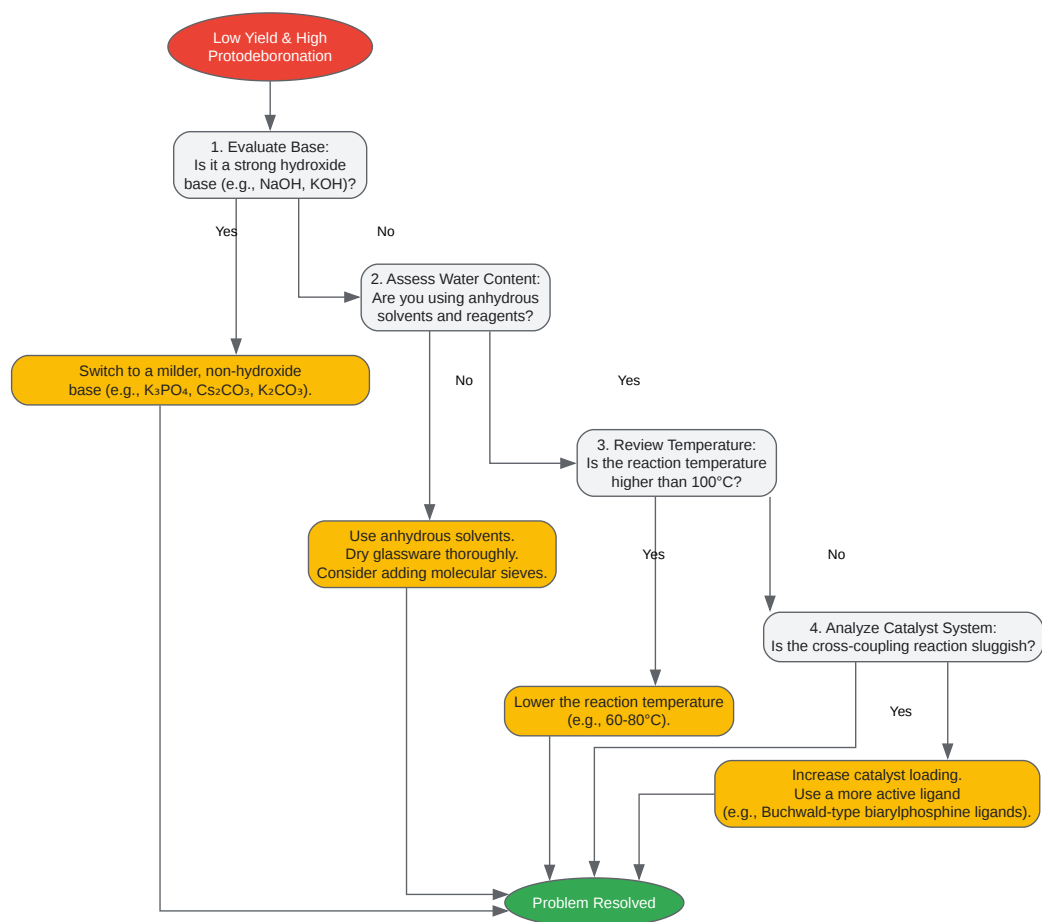 Low Yield & High
Protodeboronation
1. Evaluate Base:
Is it a strong hydroxide
base (e.g., NaOH, KOH)?
Yes
No
2. Assess Water Content:
Are you using anhydrous
solvents and reagents?
Switch to a milder, non-hydroxide
base (e.g., K₃PO₄, Cs₂CO₃, K₂CO₃).
No
Yes
3. Review Temperature:
Is the reaction temperature
higher than 100°C?
Use anhydrous solvents.
Dry glassware thoroughly.
Consider adding molecular sieves.
Yes
No
4. Analyze Catalyst System:
Is the cross-coupling reaction sluggish?
Lower the reaction temperature
(e.g., 60-80°C).
Yes
Increase catalyst loading.
Use a more active ligand
(e.g., Buchwald-type biarylphosphine ligands).
Problem Resolved